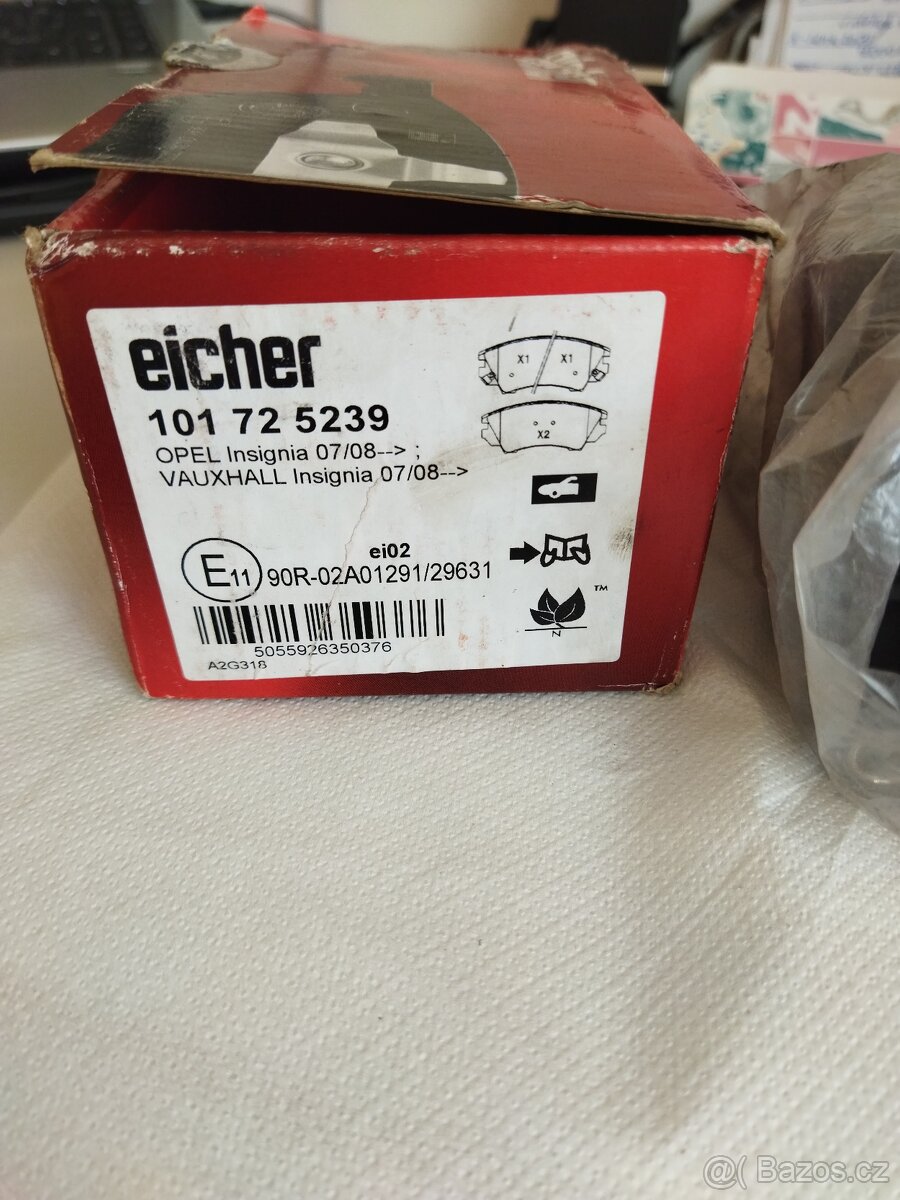 eicher
101 72 5239
OPEL Insignia 07/08--> ;
VAUXHALL Insignia 07/08-->
X1 X1
X2
ei02
E11 90R-02A01291/29631
TM
N
5055926350376
A2G318
@( Bazos.cz